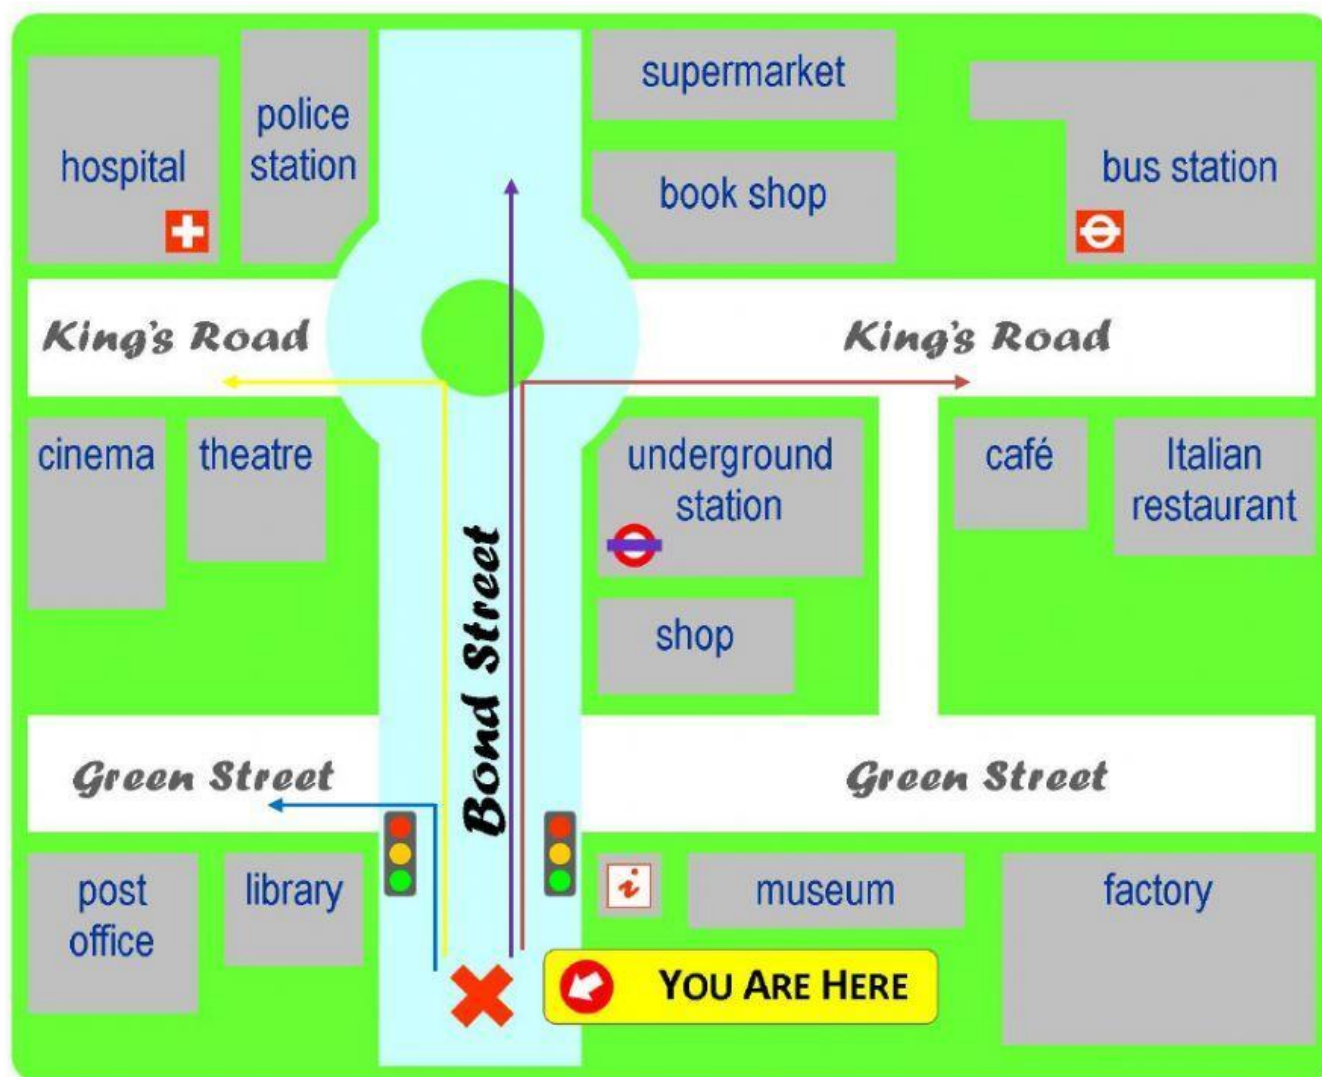 supermarket
police
station
hospital
book shop
bus station
King's Road
King's Road
cinema
theatre
underground
station
café
Italian
restaurant
Bond Street
shop
Green Street
Green Street
post
office
library
i
museum
factory
YOU ARE HERE